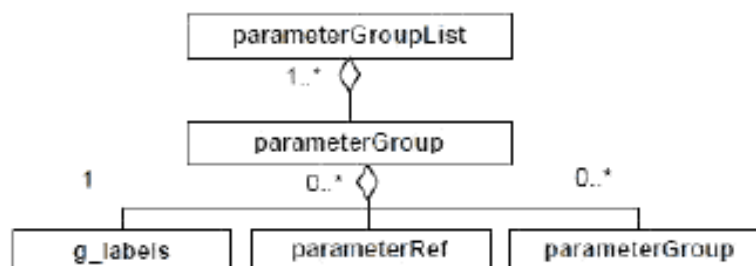 parameterGroupList
1..*
parameterGroup
1 0..* 0..*
g_labels parameterRef parameterGroup